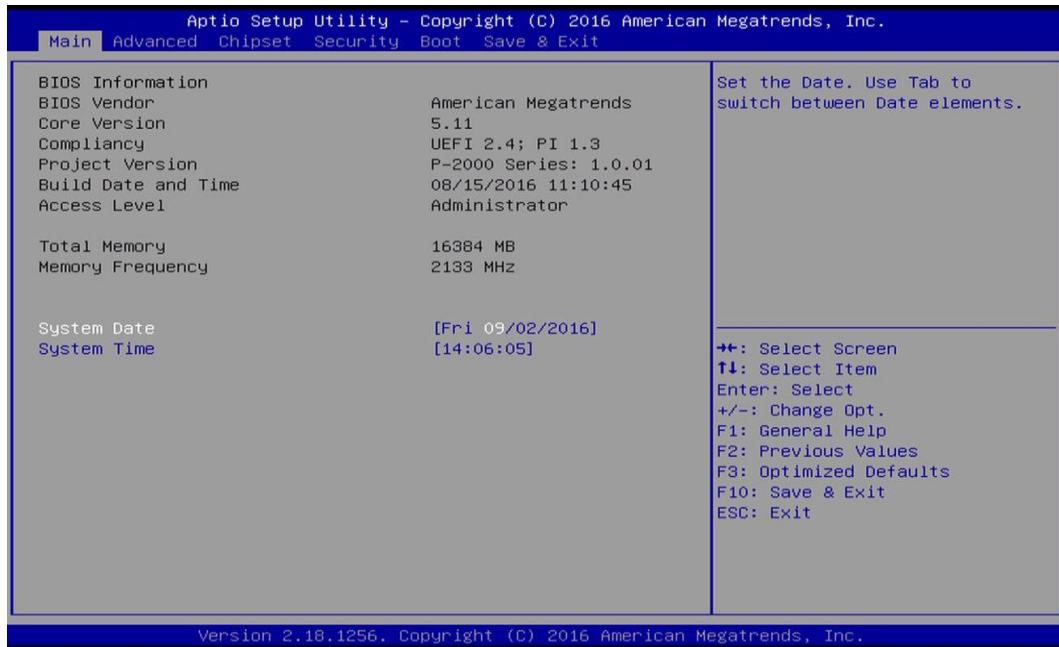 Aptio Setup Utility – Copyright (C) 2016 American Megatrends, Inc.
Main Advanced Chipset Security Boot Save & Exit
BIOS Information
BIOS Vendor American Megatrends
Core Version 5.11
Compliancy UEFI 2.4; PI 1.3
Project Version P-2000 Series: 1.0.01
Build Date and Time 08/15/2016 11:10:45
Access Level Administrator
Total Memory 16384 MB
Memory Frequency 2133 MHz
System Date [Fri 09/02/2016]
System Time [14:06:05]
Set the Date. Use Tab to
switch between Date elements.
→←: Select Screen
↑↓: Select Item
Enter: Select
+/-: Change Opt.
F1: General Help
F2: Previous Values
F3: Optimized Defaults
F10: Save & Exit
ESC: Exit
Version 2.18.1256. Copyright (C) 2016 American Megatrends, Inc.